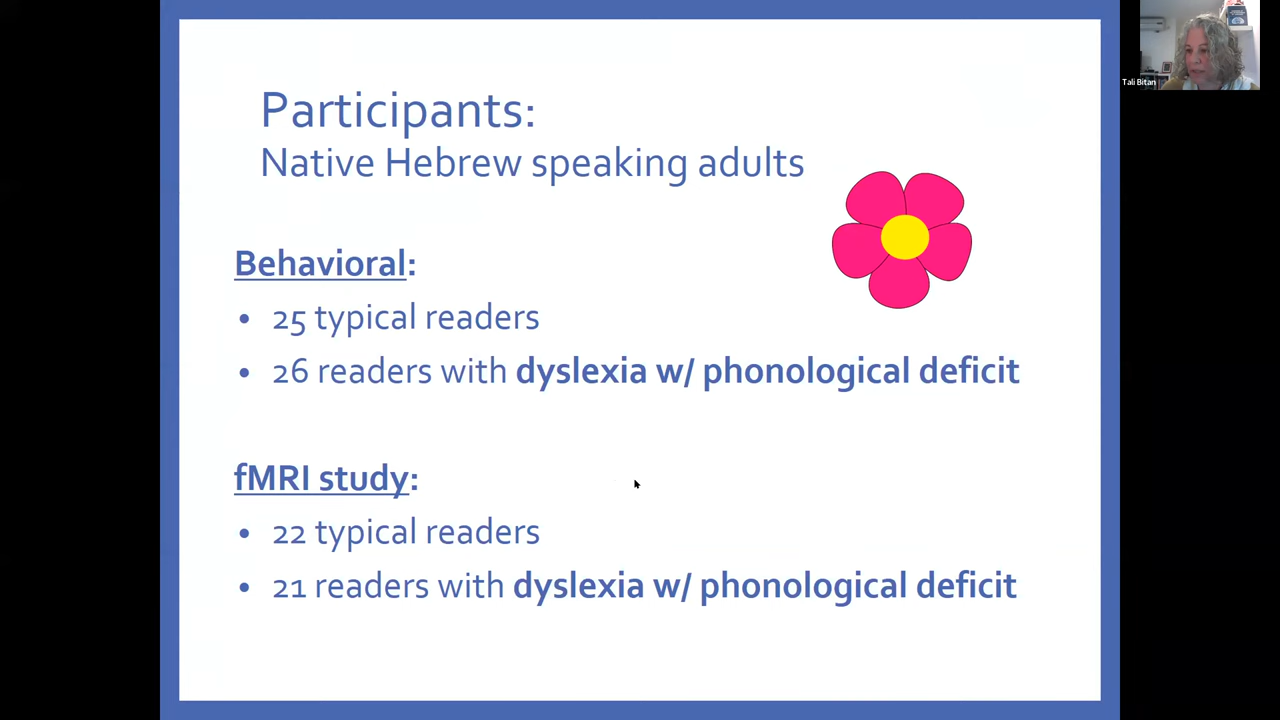 Participants:
Native Hebrew speaking adults
Behavioral:
• 25 typical readers
• 26 readers with dyslexia w/ phonological deficit
fMRI study:
• 22 typical readers
• 21 readers with dyslexia w/ phonological deficit
Tali Bitan